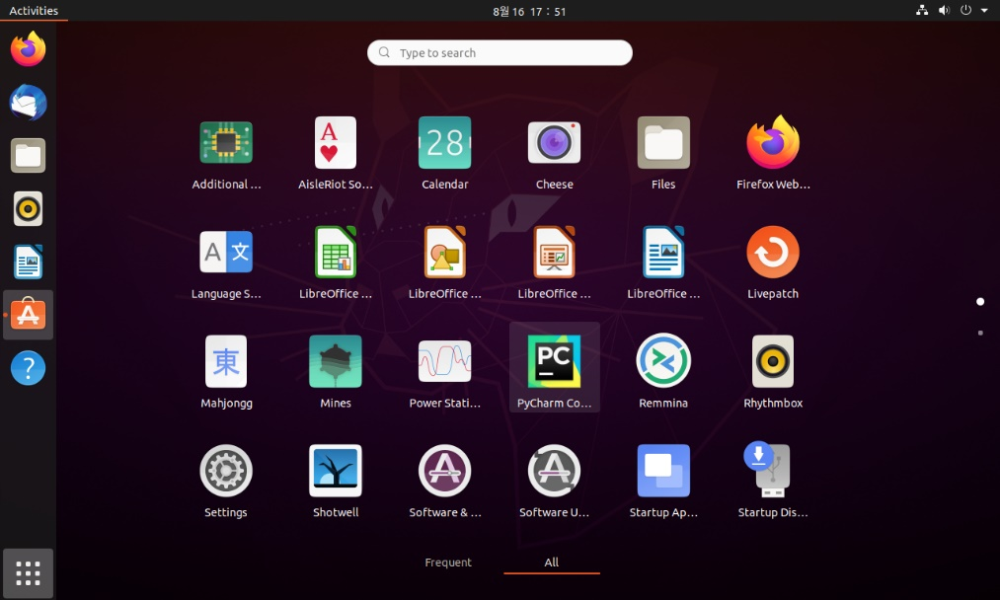 Activities
8월 16 17 : 51
Type to search
Additional ...
AisleRiot So...
28
Calendar
Cheese
Files
Firefox Web...
A 文
Language S...
LibreOffice ...
LibreOffice ...
LibreOffice ...
LibreOffice ...
Livepatch
東
Mahjongg
Mines
Power Stati...
PC
PyCharm Co...
Remmina
Rhythmbox
?
Settings
Shotwell
Software & ...
Software U...
Startup Ap...
Startup Dis...
Frequent
All